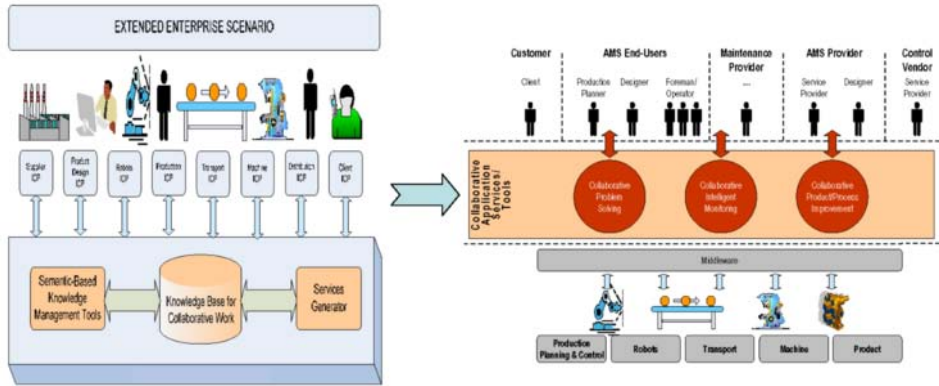 EXTENDED ENTERPRISE SCENARIO
Supplier
ICP
Product
Design
ICP
Robots
ICP
Production
ICP
Transport
ICP
Machine
ICP
Distribution
ICP
Client
ICP
Semantic-Based
Knowledge
Management Tools
Knowledge Base for
Collaborative Work
Services
Generator
Customer
AMS End-Users
Maintenance
Provider
AMS Provider
Control
Vendor
Client
Production
Planner
Designer
Foreman/
Operator
....
Service
Provider
Designer
Service
Provider
Collaborative
Application
Services/
Tools
Collaborative
Problem
Solving
Collaborative
Intelligent
Monitoring
Collaborative
Product/Process
Improvement
Middleware
Production
Planning & Control
Robots
Transport
Machine
Product